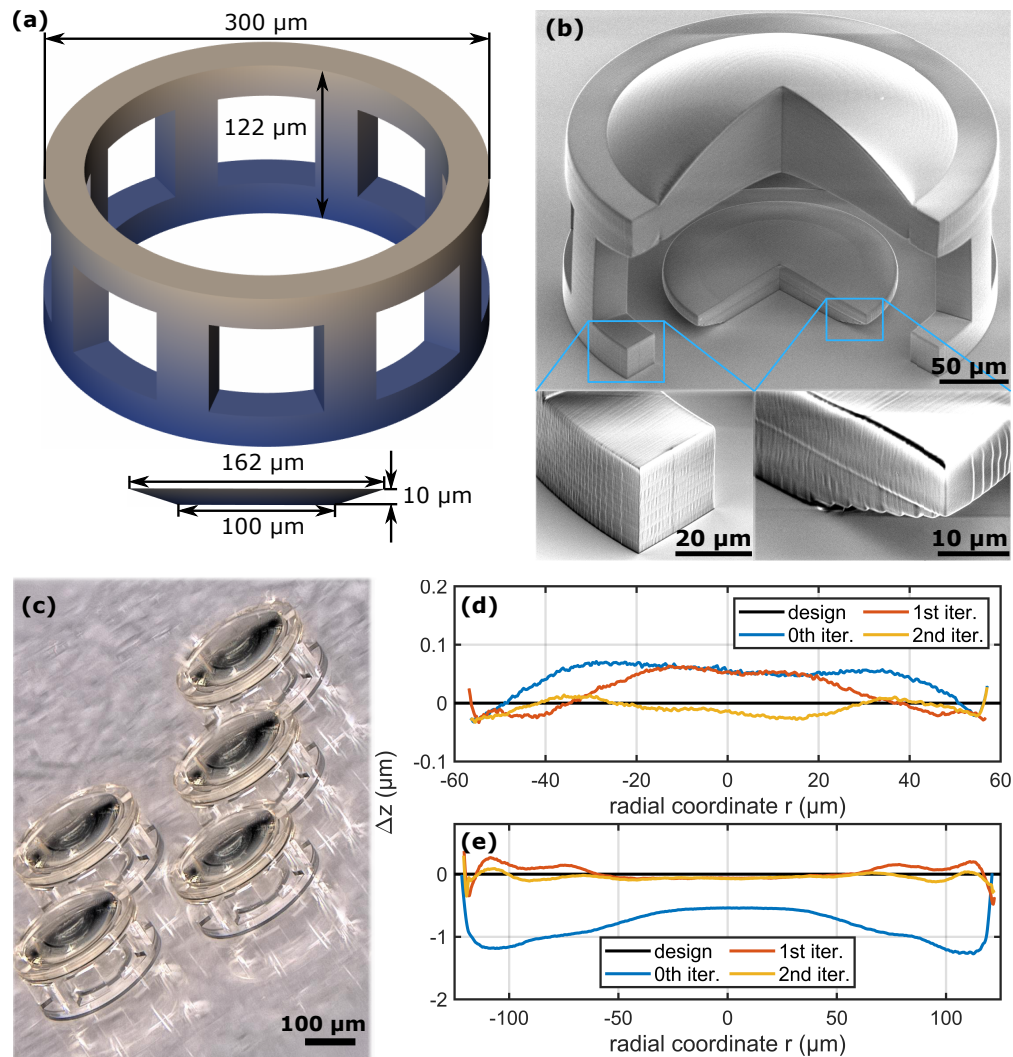 (a)
300 µm
122 µm
162 µm
10 µm
100 µm
(b)
50 µm
20 µm
10 µm
(c)
100 µm
Δz (µm)
(d)
design
1st iter.
0th iter.
2nd iter.
0.2
0.1
0
-0.1
-60 -40 -20 0 20 40 60
radial coordinate r (µm)
(e)
0
-1
-2
design
1st iter.
0th iter.
2nd iter.
-100 -50 0 50 100
radial coordinate r (µm)